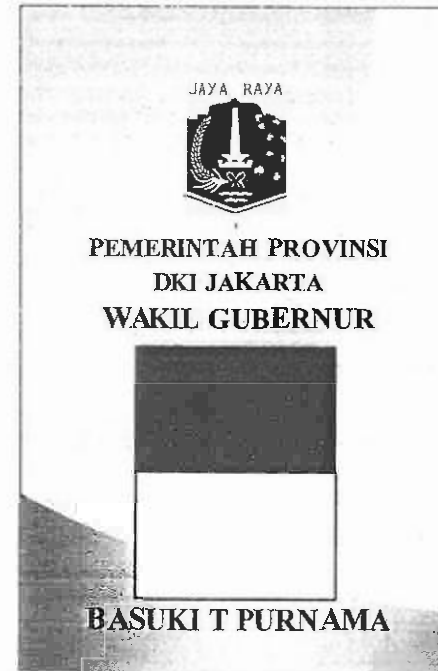 JAYA RAYA
PEMERINTAH PROVINSI
DKI JAKARTA
WAKIL GUBERNUR
BASUKI T PURNAMA